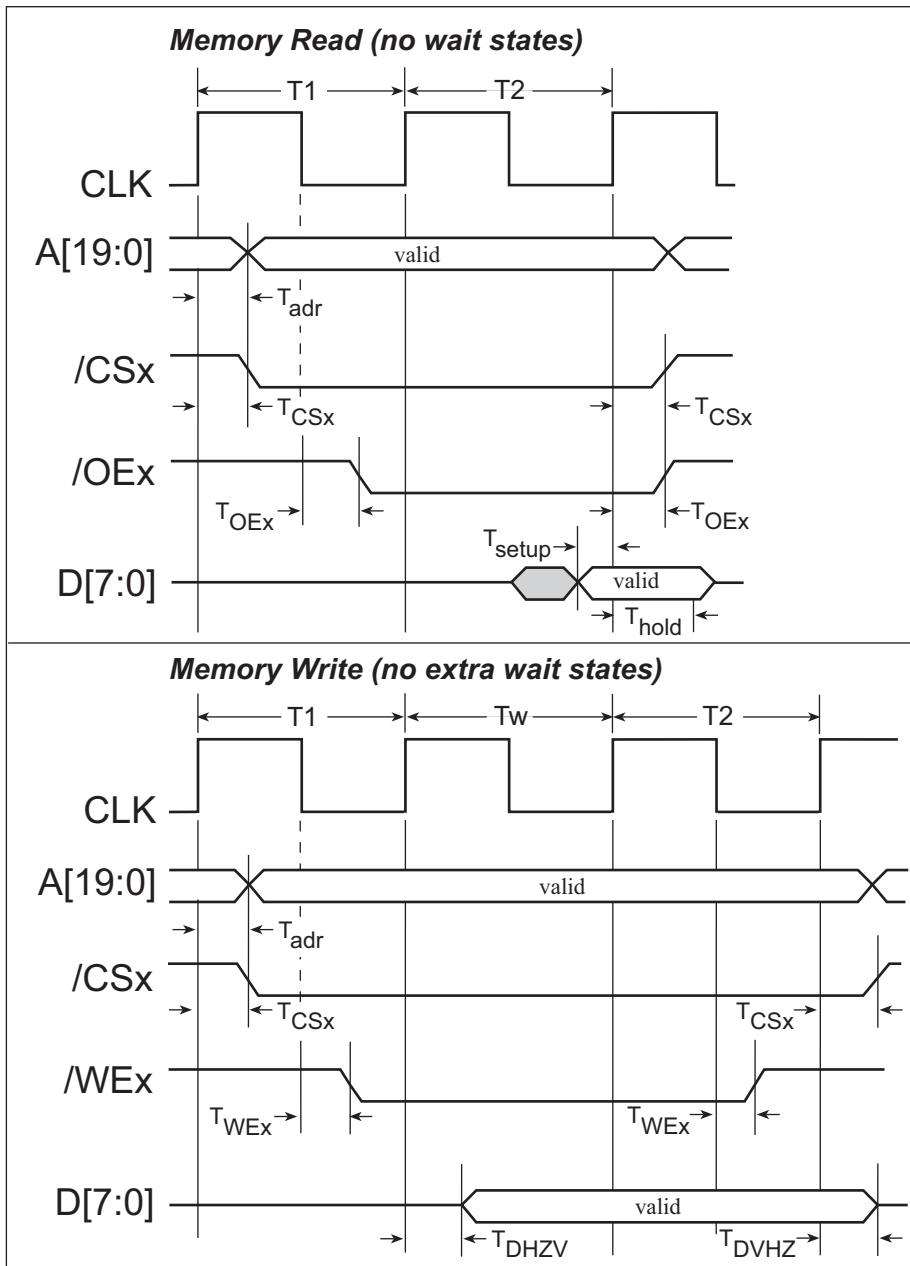 Memory Read (no wait states)
T1 T2
CLK
A[19:0] valid
Tadr
/CSx
TCSx TCSx
/OEx
TOEx TOEx
Tsetup
D[7:0] valid
Thold
Memory Write (no extra wait states)
T1 Tw T2
CLK
A[19:0] valid
Tadr
/CSx
TCSx TCSx
/WEx
TWEx TWEx
D[7:0] valid
TDHZV TDVHZ